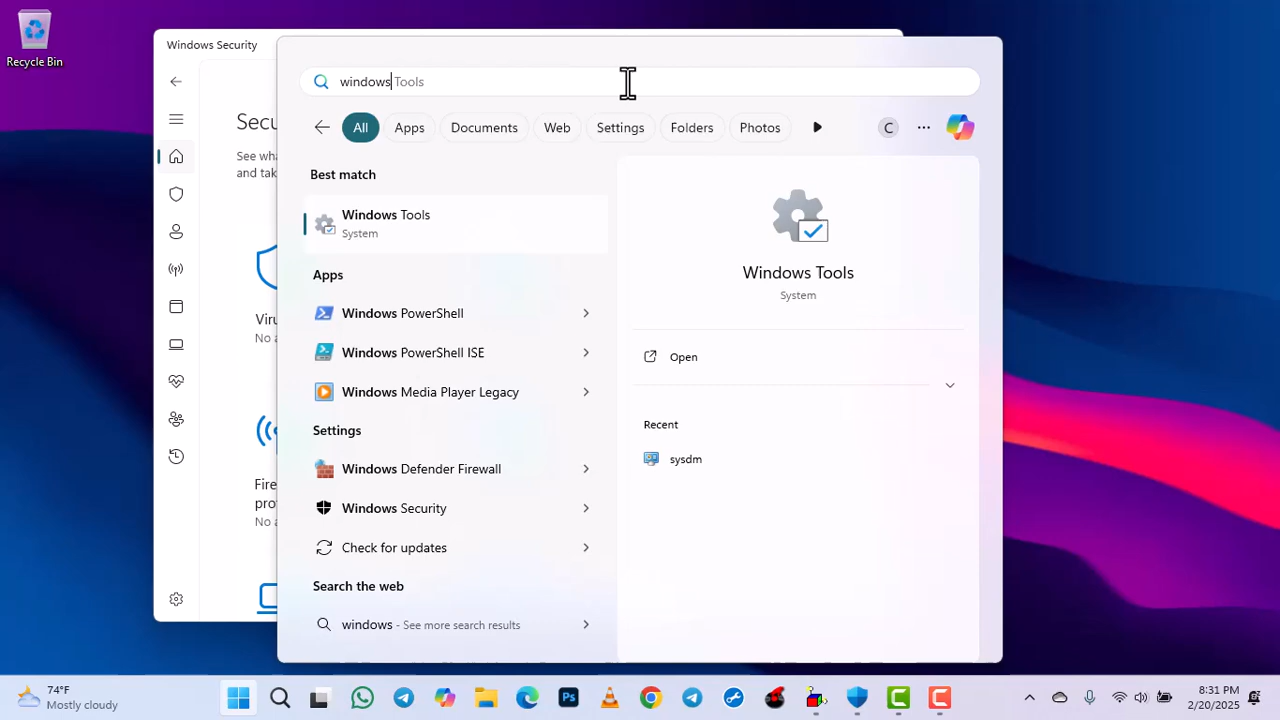 Recycle Bin
Windows Security
Secu
See wha
and tak
Viru
No a
Fire
pro
No a
windows Tools
All
Apps
Documents
Web
Settings
Folders
Photos
C
Best match
Windows Tools
System
Apps
Windows PowerShell
Windows PowerShell ISE
Windows Media Player Legacy
Settings
Windows Defender Firewall
Windows Security
Check for updates
Search the web
windows - See more search results
Windows Tools
System
Open
Recent
sysdm
74°F
Mostly cloudy
Ps
8:31 PM
2/20/2025